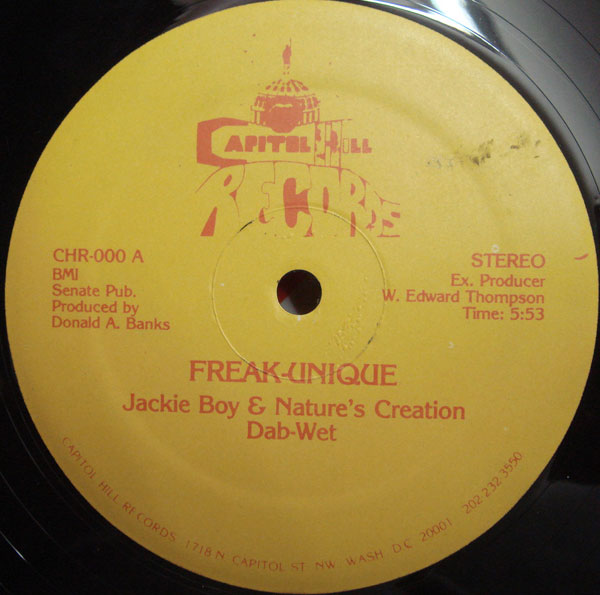 CAPITOL HILL
RECORDS
CHR-000 A
BMI
Senate Pub.
Produced by
Donald A. Banks
STEREO
Ex. Producer
W. Edward Thompson
Time: 5:53
FREAK-UNIQUE
Jackie Boy & Nature's Creation
Dab-Wet
CAPITOL HILL RECORDS, 1718 N. CAPITOL ST. NW. WASH. D.C. 20001 202.232.3550